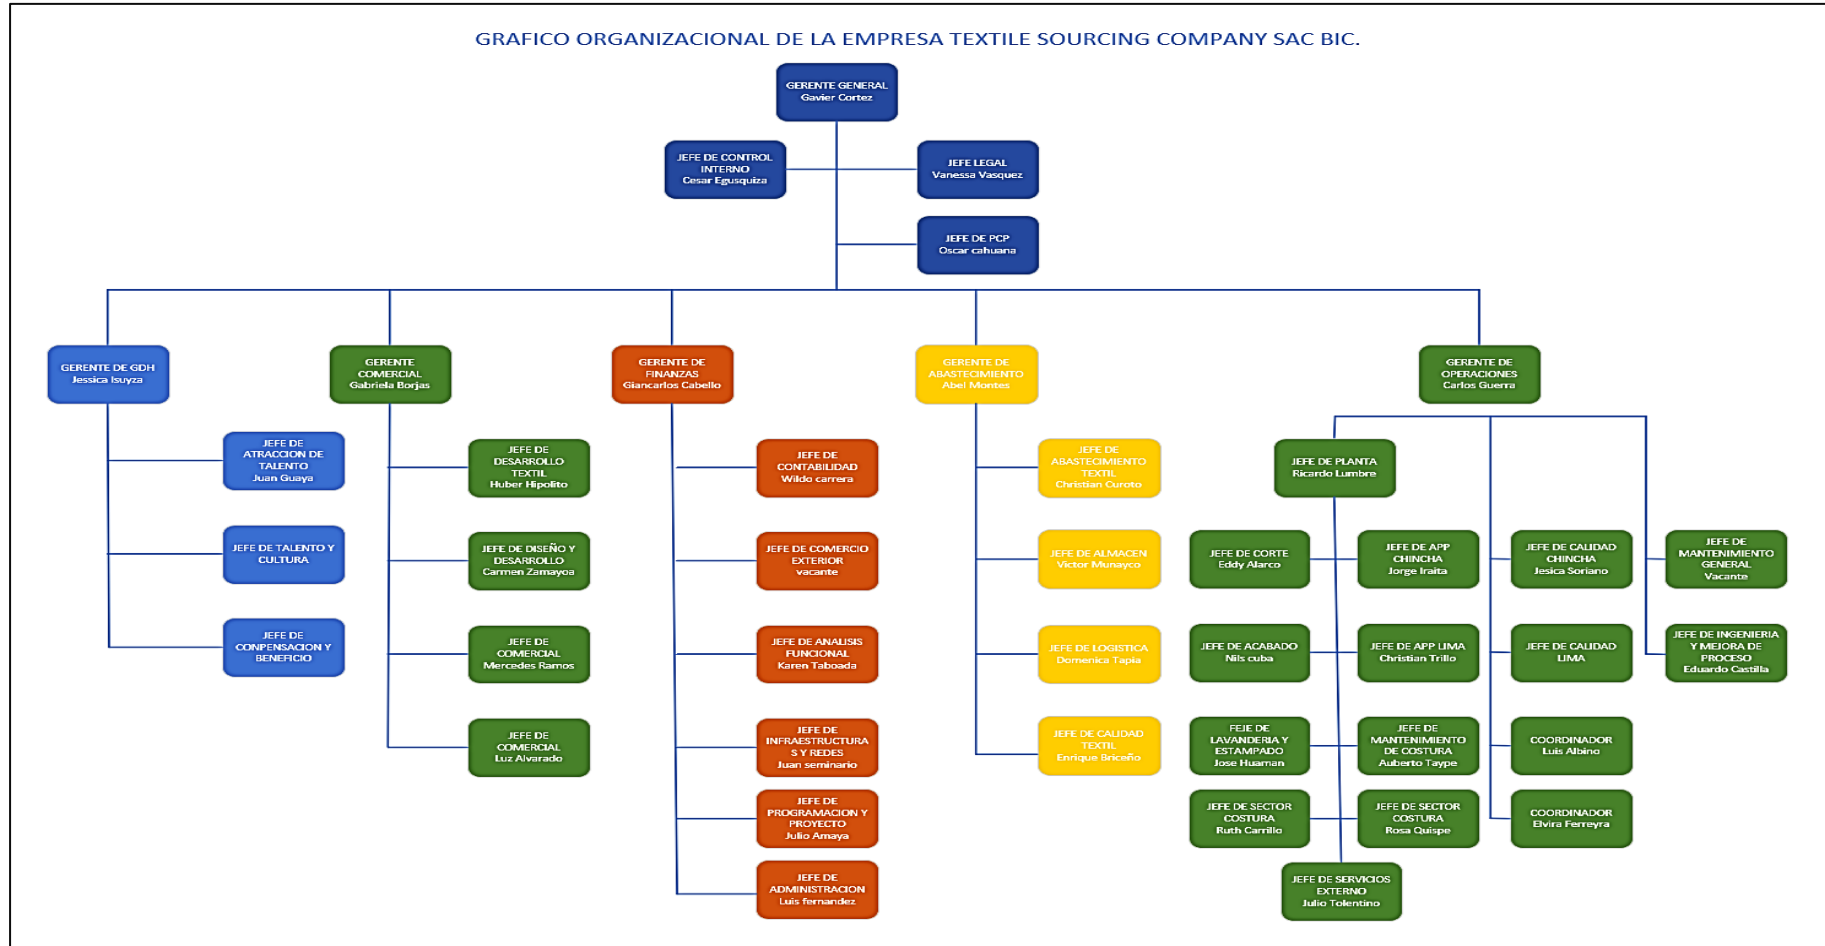 GRAFICO ORGANIZACIONAL DE LA EMPRESA TEXTILE SOURCING COMPANY SAC BIC.
GERENTE GENERAL
Gavier Cortez
JEFE DE CONTROL
INTERNO
Cesar Egusquiza
JEFE LEGAL
Vanessa Vasquez
JEFE DE PCP
Oscar cahuana
GERENTE DE GDH
Jessica Isuyza
GERENTE
COMERCIAL
Gabriela Borjas
GERENTE DE
FINANZAS
Giancarlos Cabello
GERENTE DE
ABASTECIMIENTO
Abel Montes
GERENTE DE
OPERACIONES
Carlos Guerra
JEFE DE
ATRACCION DE
TALENTO
Juan Guaya
JEFE DE TALENTO Y
CULTURA
JEFE DE
CONPENSACION Y
BENEFICIO
JEFE DE
DESARROLLO
TEXTIL
Huber Hipolito
JEFE DE DISEÑO Y
DESARROLLO
Carmen Zamayoa
JEFE DE
COMERCIAL
Mercedes Ramos
JEFE DE
COMERCIAL
Luz Alvarado
JEFE DE
CONTABILIDAD
Wildo carrera
JEFE DE COMERCIO
EXTERIOR
vacante
JEFE DE ANALISIS
FUNCIONAL
Karen Taboada
JEFE DE
INFRAESTRUCTURA
S Y REDES
Juan seminario
JEFE DE
PROGRAMACION Y
PROYECTO
Julio Amaya
JEFE DE
ADMINISTRACION
Luis fernandez
JEFE DE
ABASTECIMIENTO
TEXTIL
Christian Curoto
JEFE DE ALMACEN
Victor Munayco
JEFE DE LOGISTICA
Domenica Tapia
JEFE DE CALIDAD
TEXTIL
Enrique Briceño
JEFE DE PLANTA
Ricardo Lumbre
JEFE DE CORTE
Eddy Alarco
JEFE DE APP
CHINCHA
Jorge Iraita
JEFE DE CALIDAD
CHINCHA
Jesica Soriano
JEFE DE
MANTENIMIENTO
GENERAL
Vacante
JEFE DE ACABADO
Nils cuba
JEFE DE APP LIMA
Christian Trillo
JEFE DE CALIDAD
LIMA
JEFE DE INGENIERIA
Y MEJORA DE
PROCESO
Eduardo Castilla
FEJE DE
LAVANDERIA Y
ESTAMPADO
Jose Huaman
JEFE DE
MANTENIMIENTO
DE COSTURA
Auberto Taype
COORDINADOR
Luis Albino
JEFE DE SECTOR
COSTURA
Ruth Carrillo
JEFE DE SECTOR
COSTURA
Rosa Quispe
COORDINADOR
Elvira Ferreyra
JEFE DE SERVICIOS
EXTERNO
Julio Tolentino